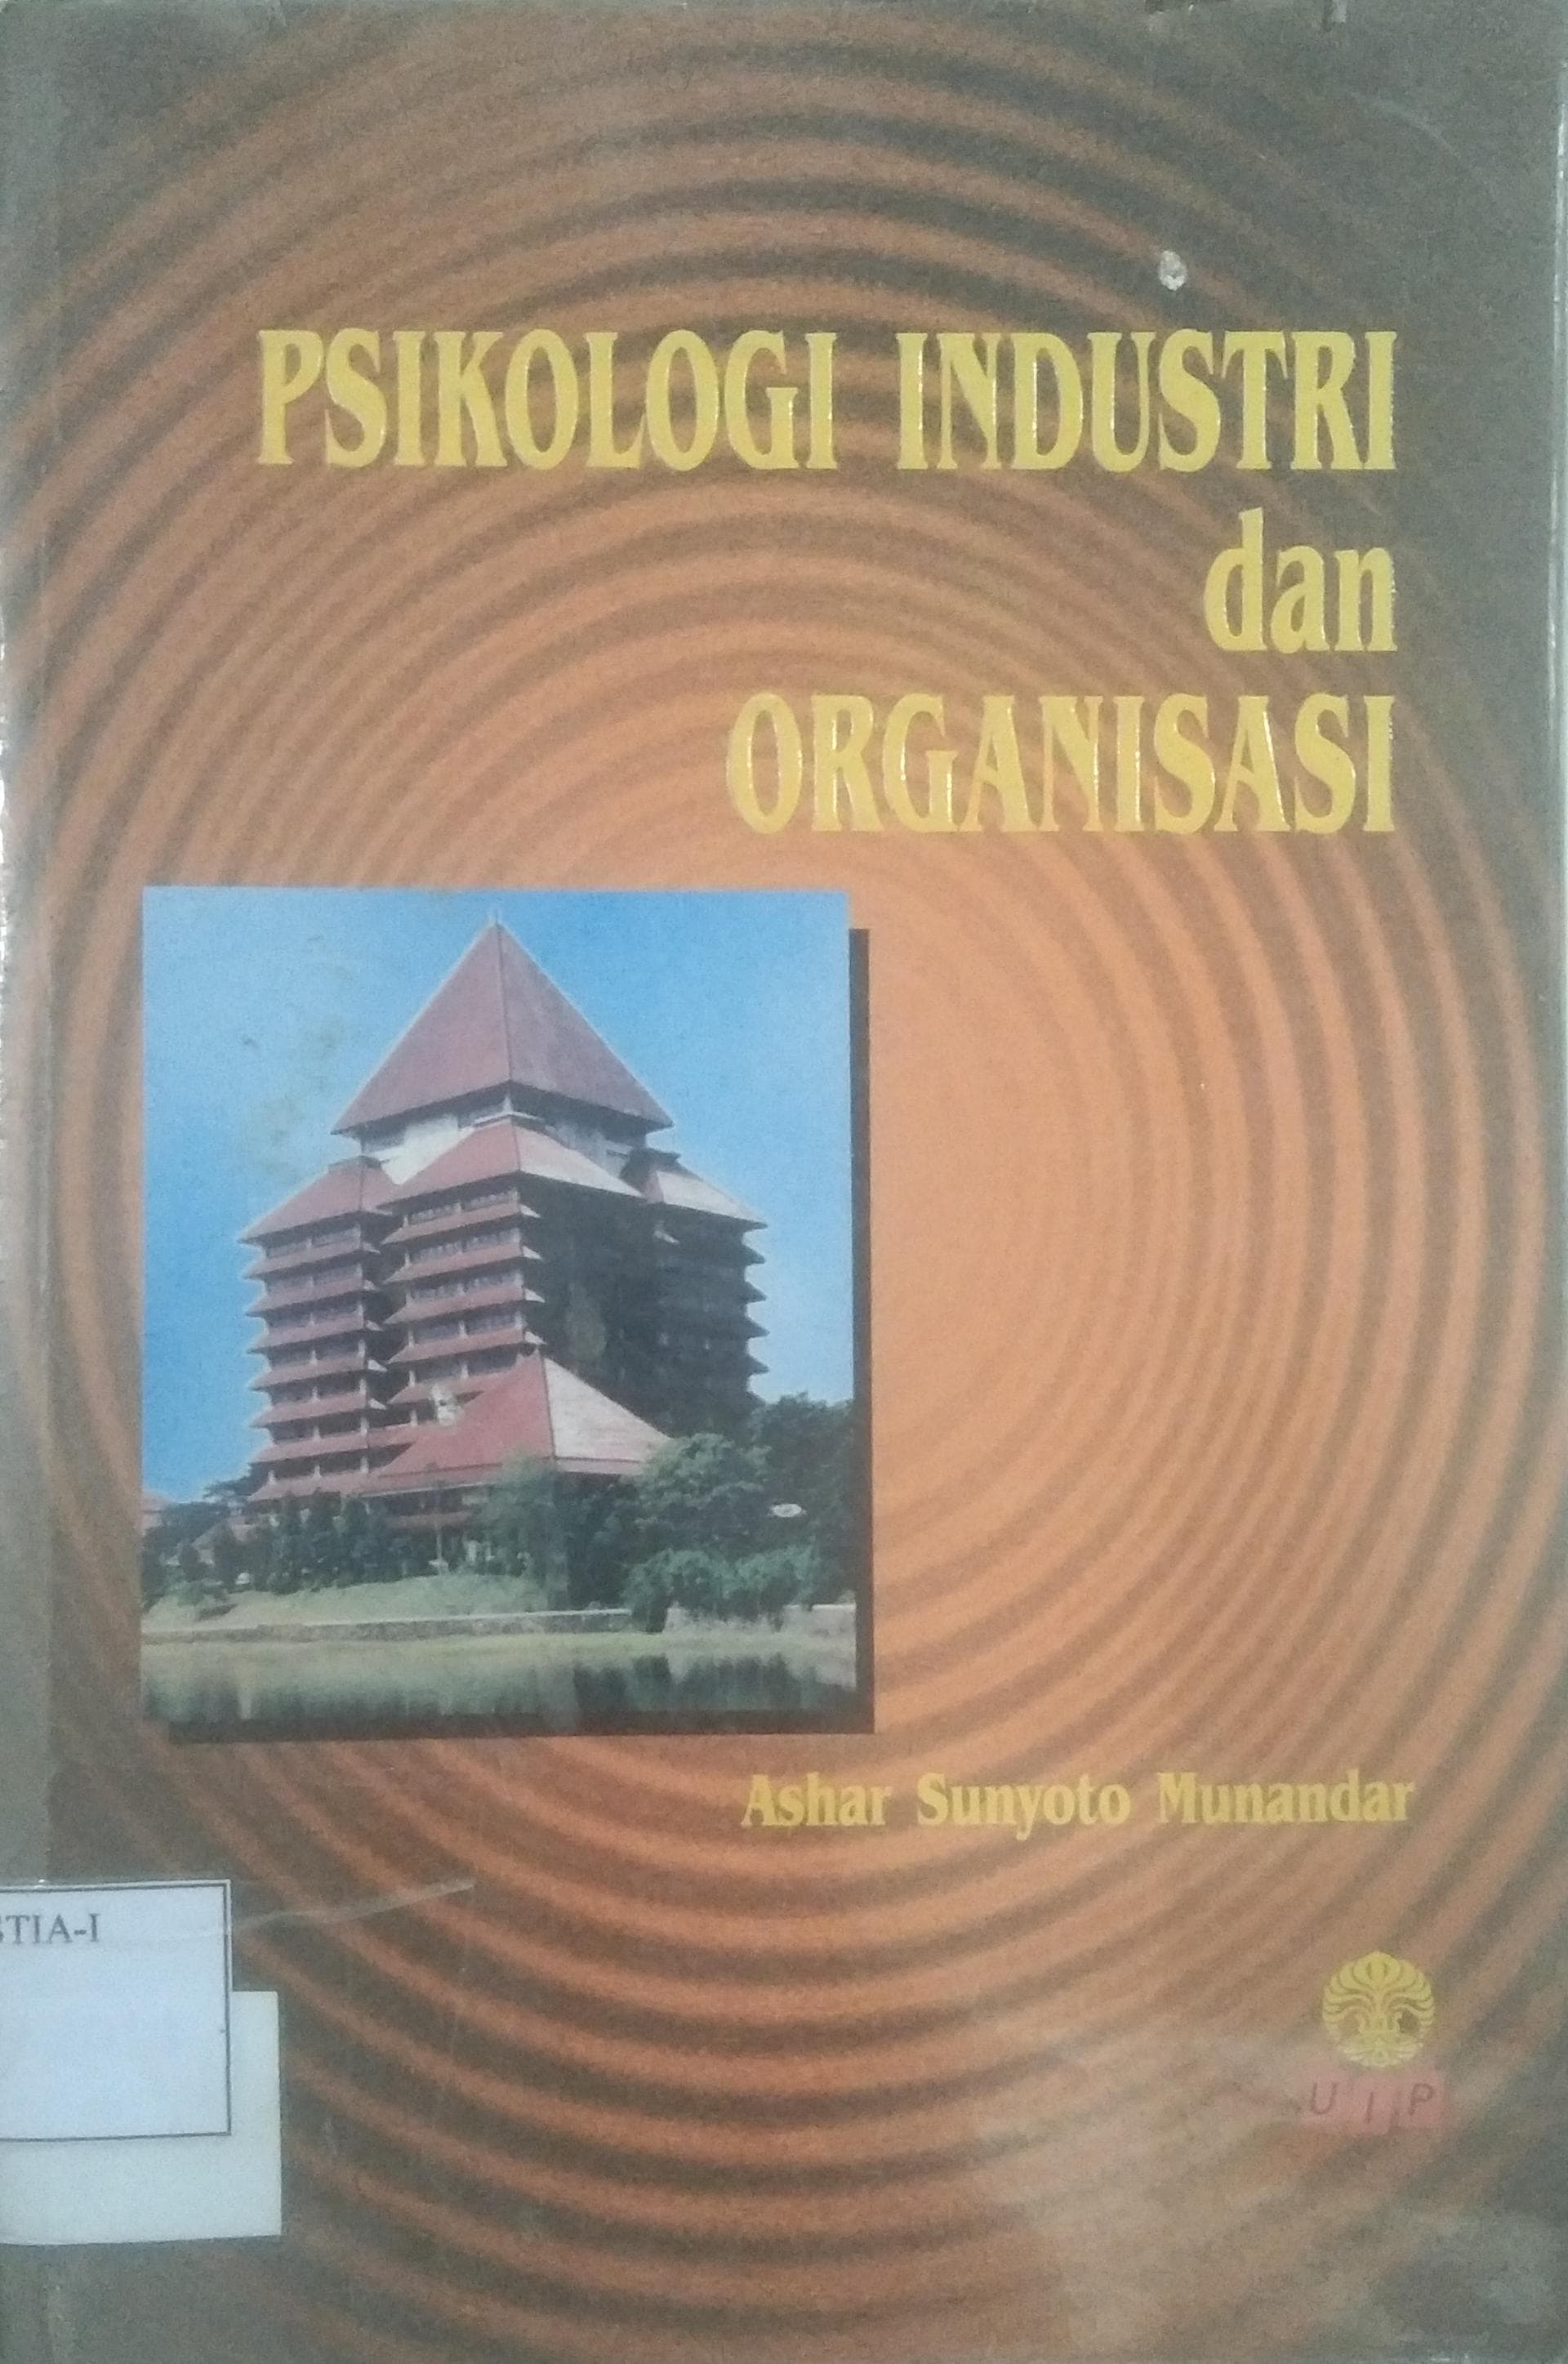 PSIKOLOGI INDUSTRI
dan
ORGANISASI
Ashar Sunyoto Munandar
STIA-I
U I P